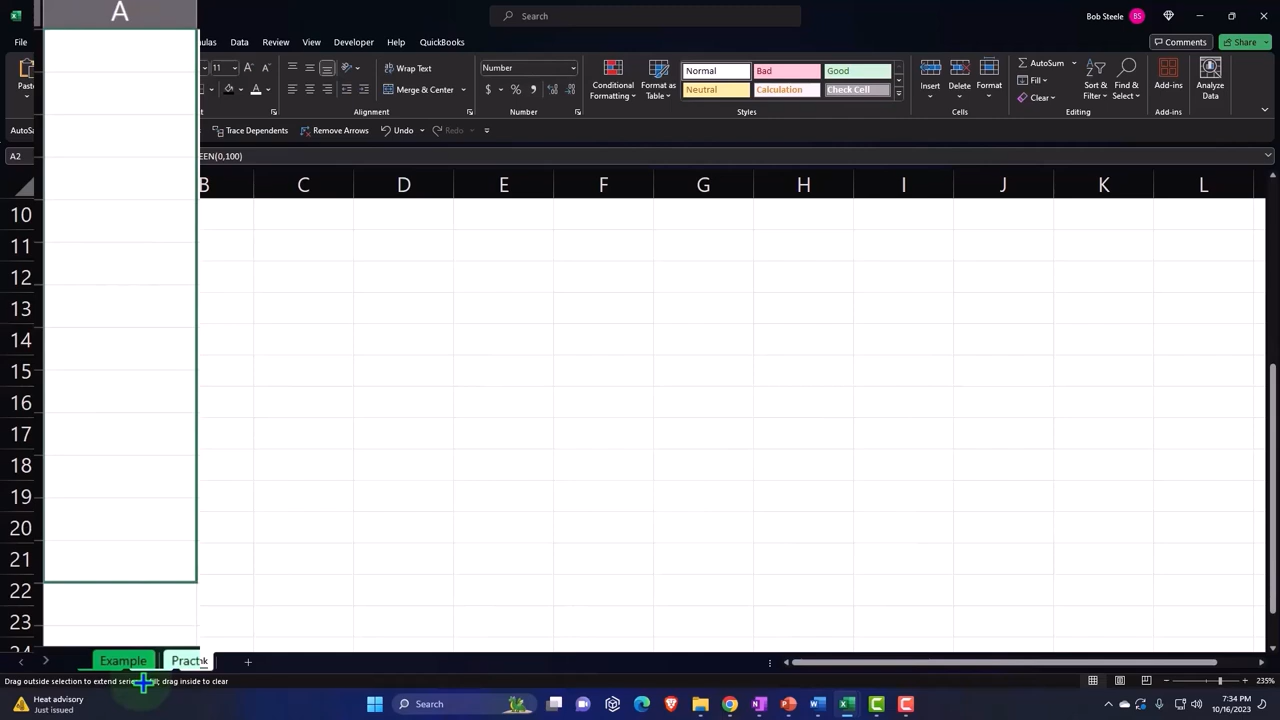 A
Search
Bob Steele BS
File ulas Data Review View Developer Help QuickBooks
Comments Share
Paste 11 A A Wrap Text Number Normal Bad Good AutoSum
Merge & Center $ % Neutral Calculation Check Cell Fill
Clear
Conditional Formatting Format as Table Insert Delete Format Sort & Filter Find & Select Add-ins Analyze Data
Alignment Number Styles Cells Editing Add-ins
Trace Dependents Remove Arrows Undo Redo
A2 EEN(0,100)
B C D E F G H I J K L
10
11
12
13
14
15
16
17
18
19
20
21
22
23
24
Example Pract
Drag outside selection to extend series fill; drag inside to clear
235%
Heat advisory
Just issued
Search
7:34 PM
10/16/2023